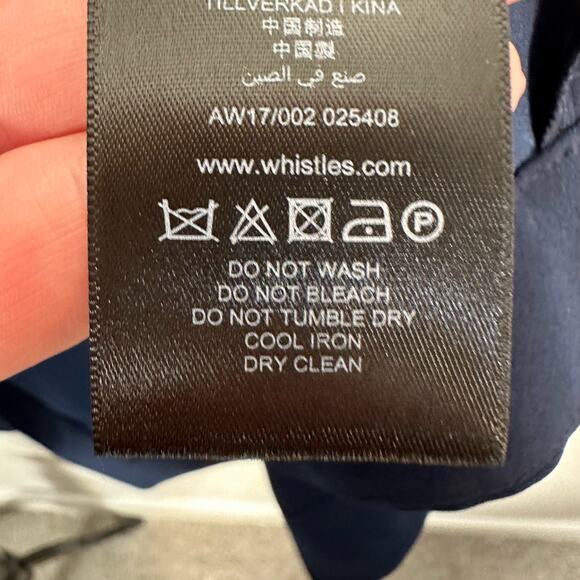 TILLVERKAD I KINA
中国制造
中国製
صنع في الصين
AW17/002 025408
www.whistles.com
P
DO NOT WASH
DO NOT BLEACH
DO NOT TUMBLE DRY
COOL IRON
DRY CLEAN